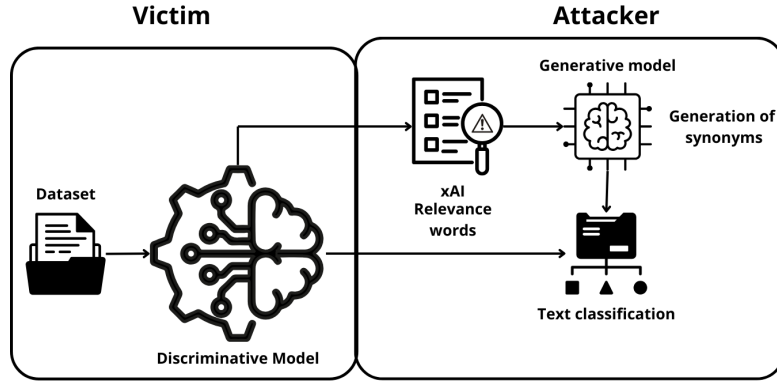 Victim
Attacker
Dataset
Discriminative Model
xAI
Relevance
words
Generative model
Generation of
synonyms
Text classification